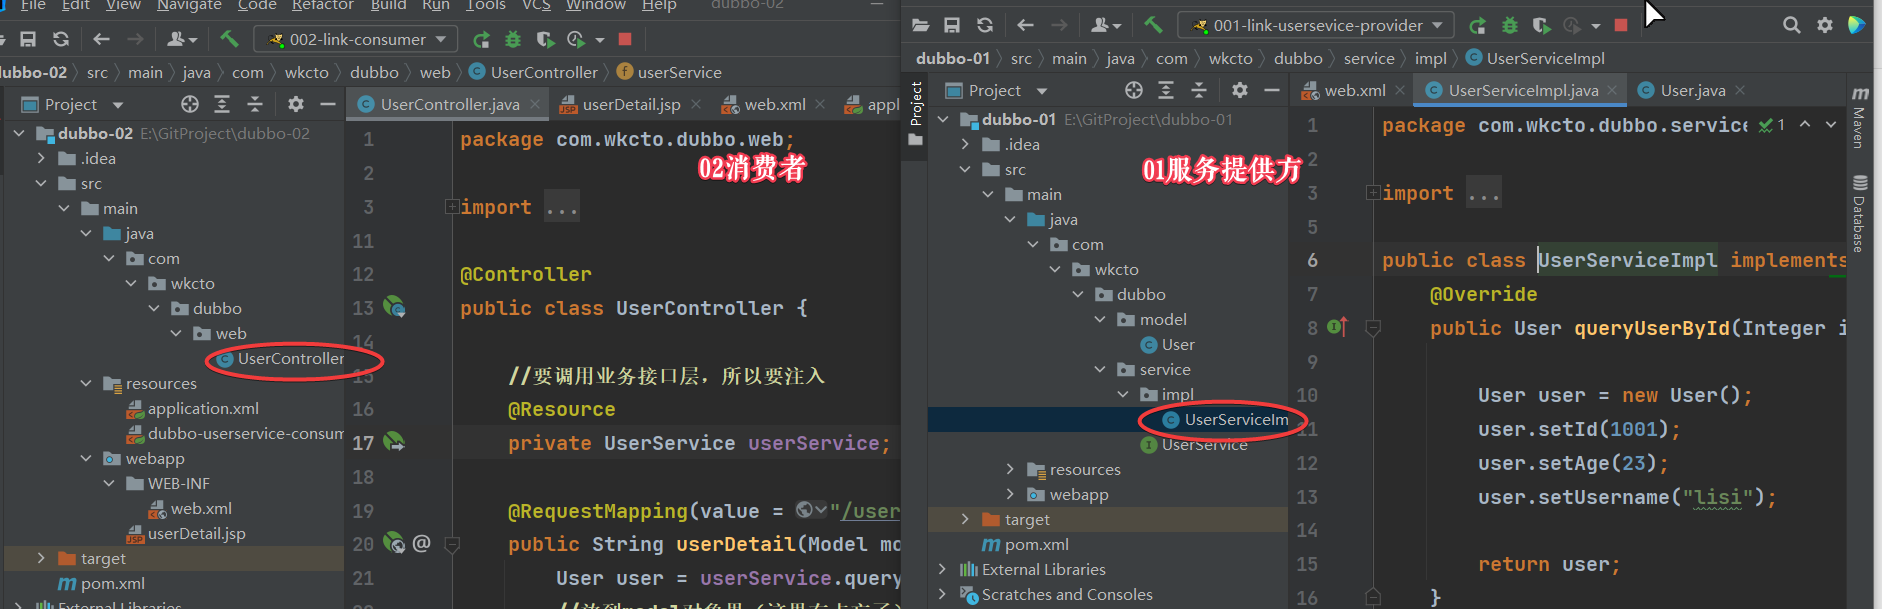 File Edit View Navigate Code Refactor Build Run Tools VCS Window Help dubbo-02
002-link-consumer
dubbo-02 src main java com wkcto dubbo web UserController userService
Project
UserController.java userDetail.jsp web.xml appl
dubbo-02 E:\GitProject\dubbo-02
.idea
src
main
java
com
wkcto
dubbo
web
UserController
resources
application.xml
dubbo-userservice-consum
webapp
WEB-INF
web.xml
userDetail.jsp
target
pom.xml
External Libraries
1 package com.wkcto.dubbo.web;
02消费者
2
3 import ...
11
12 @Controller
13 public class UserController {
14
15 //要调用业务接口层，所以要注入
16 @Resource
17 private UserService userService;
18
19 @RequestMapping(value = "/user
20 @ public String userDetail(Model mo
21 User user = userService.query
001-link-usersevice-provider
dubbo-01 src main java com wkcto dubbo service impl UserServiceImpl
Project
Project
web.xml UserServiceImpl.java User.java
dubbo-01 E:\GitProject\dubbo-01
.idea
src
main
java
com
wkcto
dubbo
model
User
service
impl
UserServiceIm
UserService
resources
webapp
target
pom.xml
External Libraries
Scratches and Consoles
1 package com.wkcto.dubbo.service 1
01服务提供方
2
3 import ...
5
6 public class UserServiceImpl implements
7 @Override
8 public User queryUserById(Integer i
9
10 User user = new User();
11 user.setId(1001);
12 user.setAge(23);
13 user.setUsername("lisi");
14
15 return user;
16 }
Maven
Database